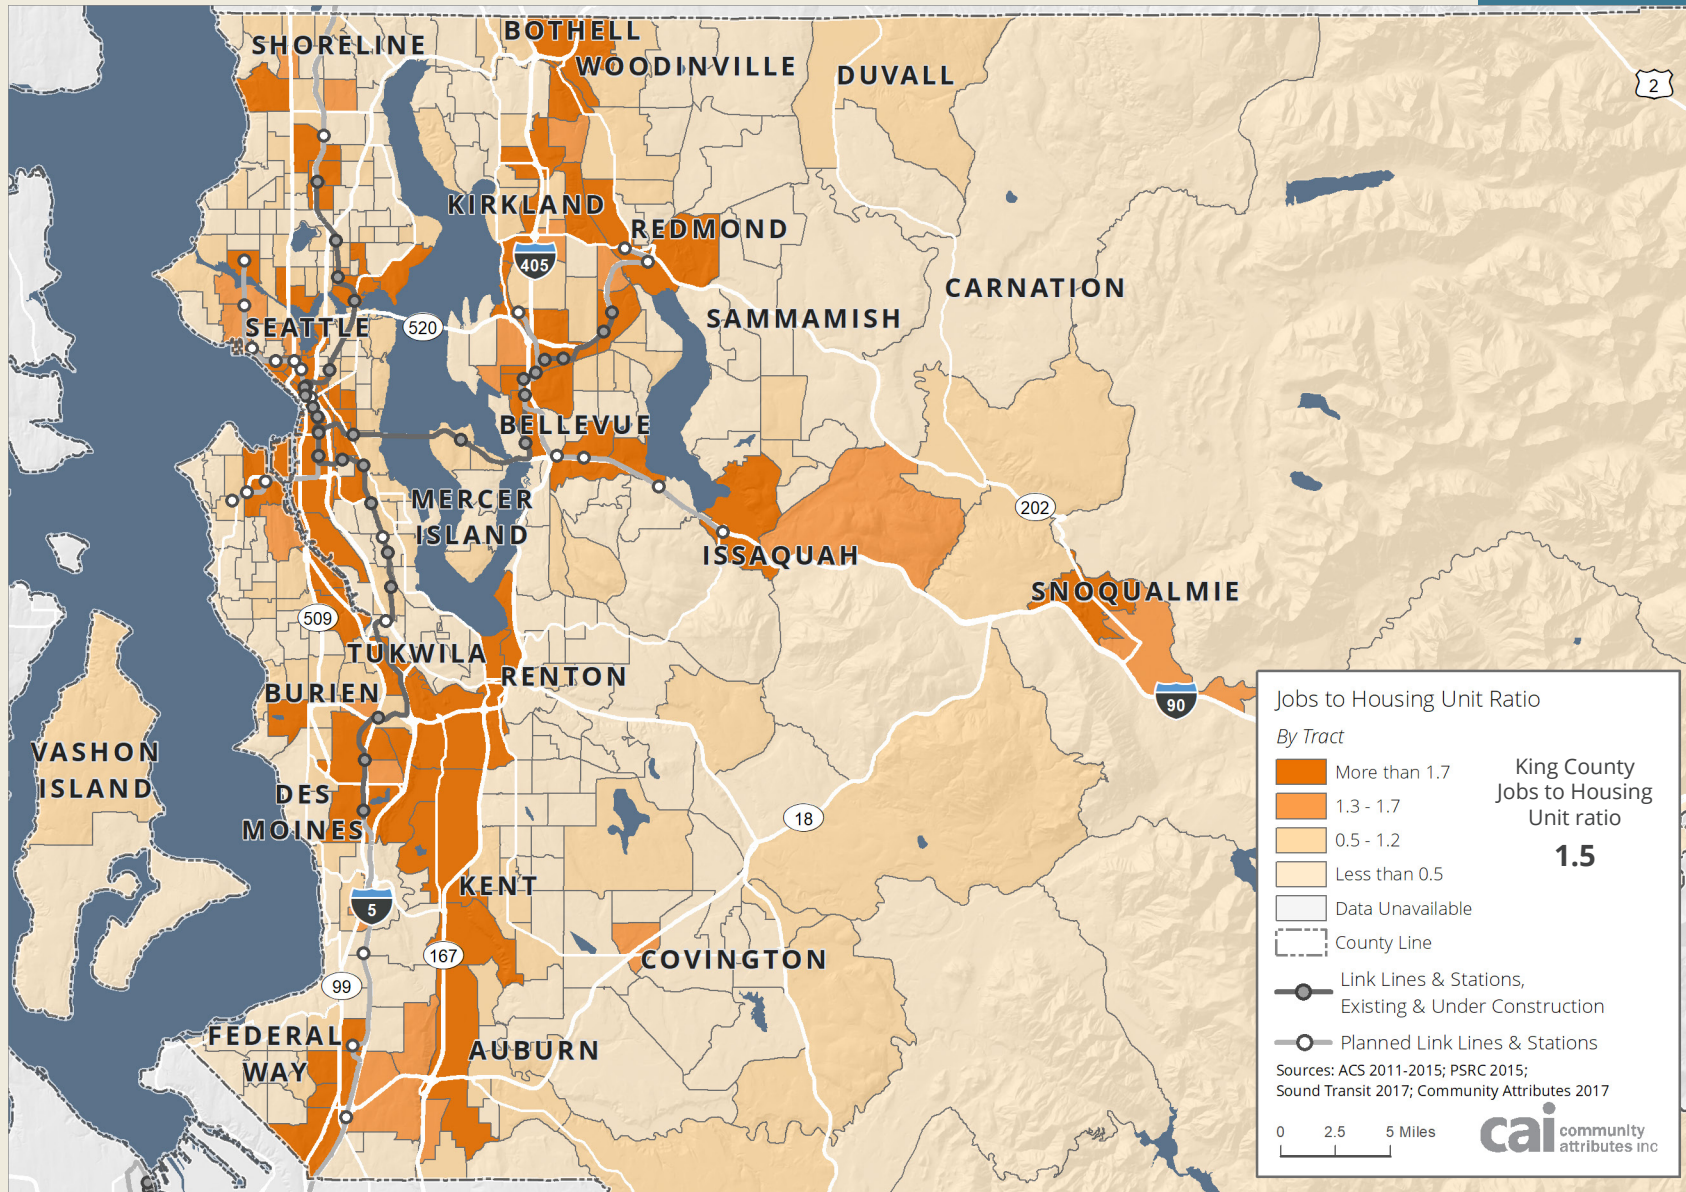 SHORELINE
BOTHELL
WOODINVILLE
DUVALL
2
KIRKLAND
REDMOND
405
CARNATION
SEATTLE
520
SAMMAMISH
BELLEVUE
MERCER
ISLAND
202
ISSAQUAH
SNOQUALMIE
509
TUKWILA
RENTON
BURIEN
90
VASHON
ISLAND
DES
MOINES
18
KENT
5
167
COVINGTON
99
FEDERAL
WAY
AUBURN
Jobs to Housing Unit Ratio
By Tract
More than 1.7
1.3 - 1.7
0.5 - 1.2
Less than 0.5
Data Unavailable
County Line
King County
Jobs to Housing
Unit ratio
1.5
Link Lines & Stations,
Existing & Under Construction
Planned Link Lines & Stations
Sources: ACS 2011-2015; PSRC 2015;
Sound Transit 2017; Community Attributes 2017
0 2.5 5 Miles
cai community
attributes inc